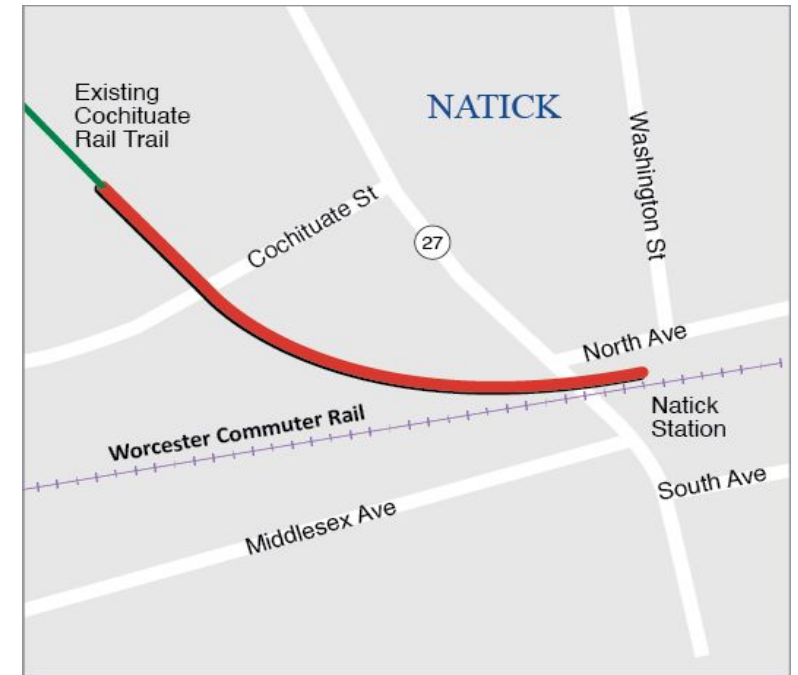 Existing
Cochituate
Rail Trail
NATICK
Washington St
Cochituate St
27
North Ave
Worcester Commuter Rail
Natick
Station
South Ave
Middlesex Ave